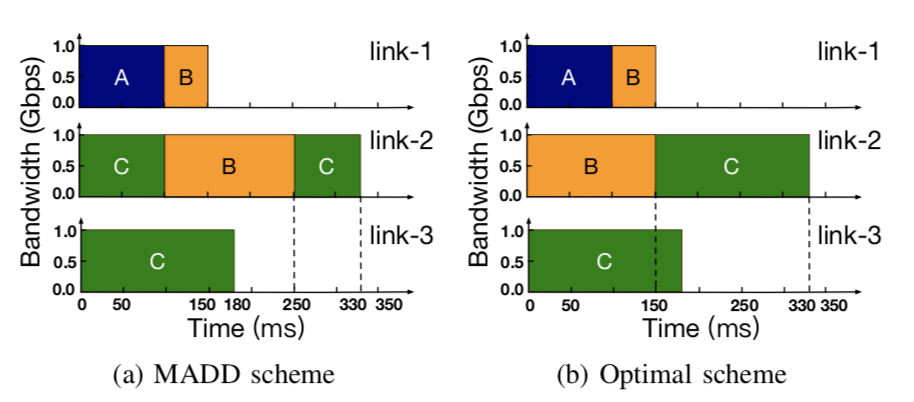 1.0
0.5
0.0
A
B
link-1
1.0
0.5
0.0
C
B
C
link-2
1.0
0.5
0.0
C
link-3
0 50 150 180 250 330 350
Bandwidth (Gbps)
Time (ms)
(a) MADD scheme
1.0
0.5
0.0
A
B
link-1
1.0
0.5
0.0
B
C
link-2
1.0
0.5
0.0
C
link-3
0 50 150 250 330 350
Bandwidth (Gbps)
Time (ms)
(b) Optimal scheme